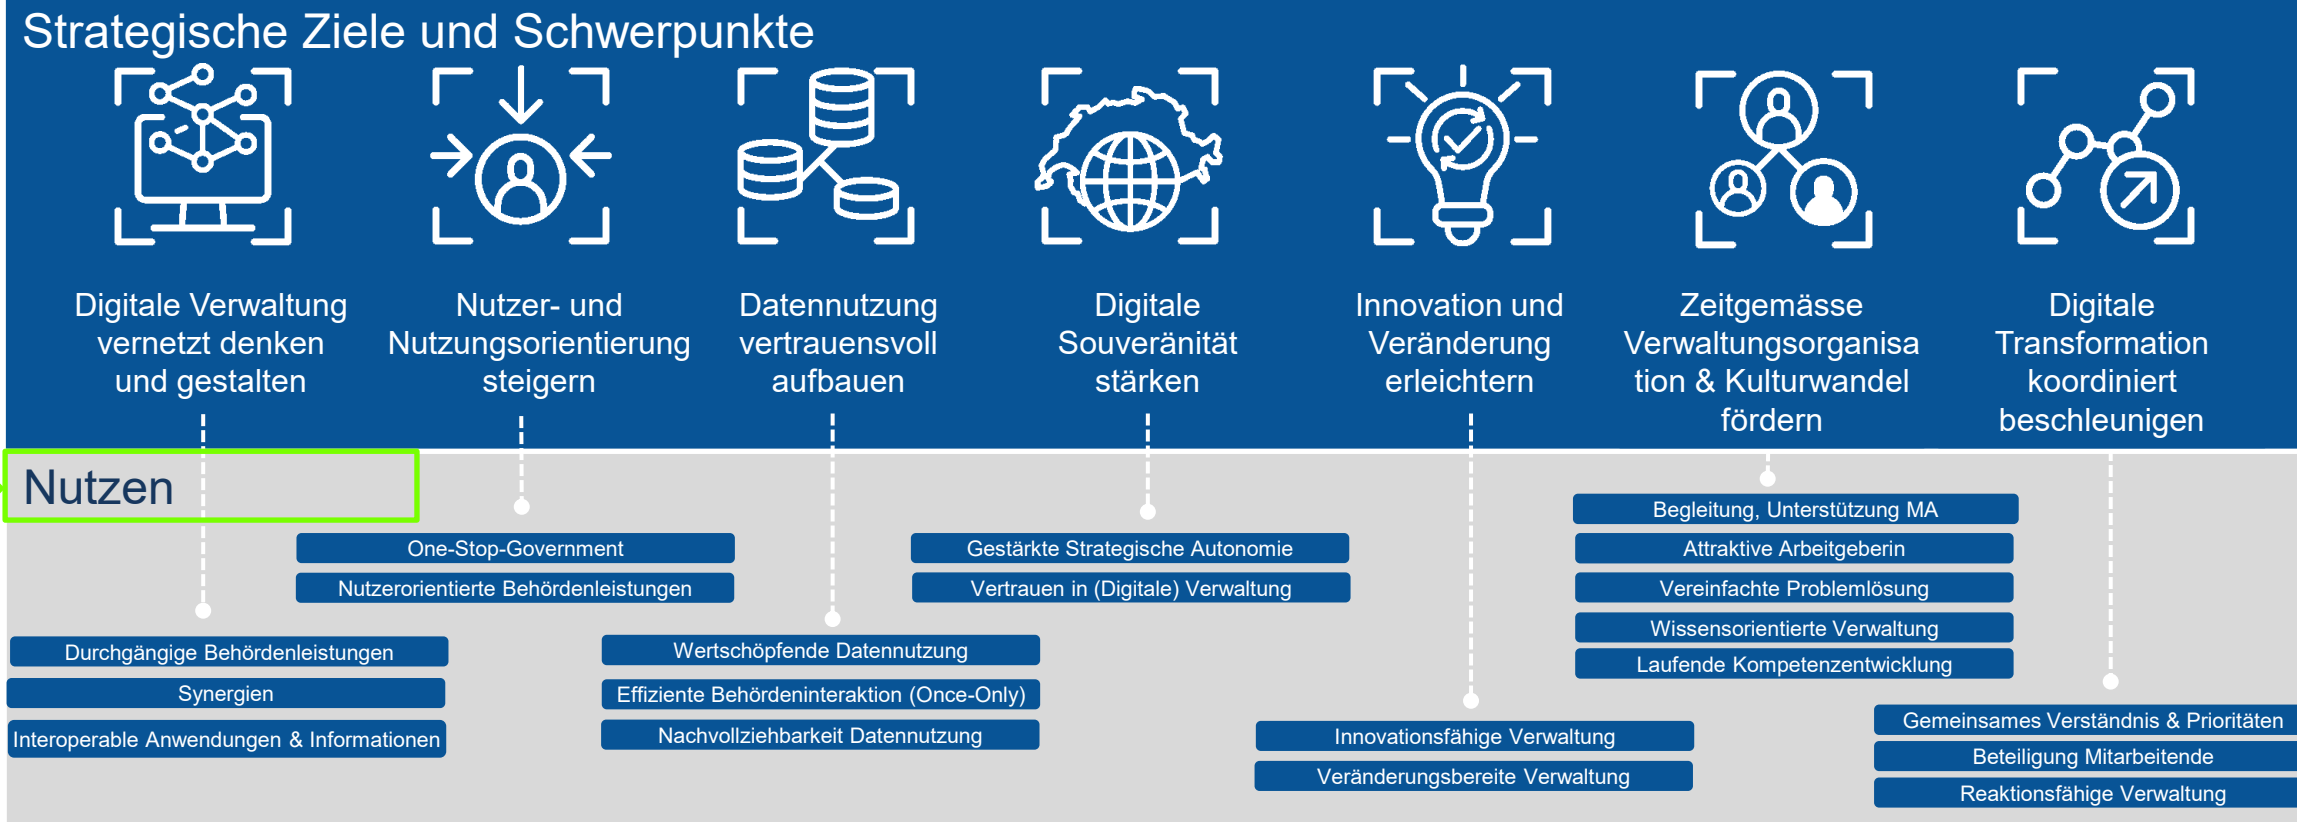 Strategische Ziele und Schwerpunkte
Digitale Verwaltung
vernetzt denken
und gestalten
Nutzer- und
Nutzungsorientierung
steigern
Datennutzung
vertrauensvoll
aufbauen
Digitale
Souveränität
stärken
Innovation und
Veränderung
erleichtern
Zeitgemässe
Verwaltungsorganisa
tion & Kulturwandel
fördern
Digitale
Transformation
koordiniert
beschleunigen
Nutzen
Durchgängige Behördenleistungen
Synergien
Interoperable Anwendungen & Informationen
One-Stop-Government
Nutzerorientierte Behördenleistungen
Wertschöpfende Datennutzung
Effiziente Behördeninteraktion (Once-Only)
Nachvollziehbarkeit Datennutzung
Gestärkte Strategische Autonomie
Vertrauen in (Digitale) Verwaltung
Innovationsfähige Verwaltung
Veränderungsbereite Verwaltung
Begleitung, Unterstützung MA
Attraktive Arbeitgeberin
Vereinfachte Problemlösung
Wissensorientierte Verwaltung
Laufende Kompetenzentwicklung
Gemeinsames Verständnis & Prioritäten
Beteiligung Mitarbeitende
Reaktionsfähige Verwaltung